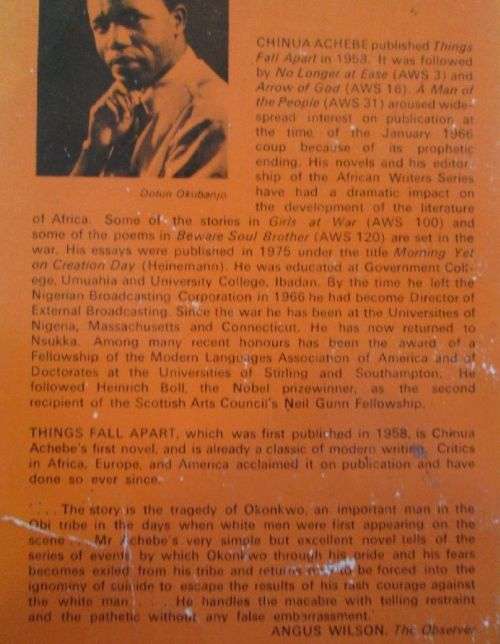 CHINUA ACHEBE published Things
Fall Apart in 1958. It was followed
by No Longer at Ease (AWS 3) and
Arrow of God (AWS 16). A Man of
the People (AWS 31) aroused wide-
spread interest on publication at
the time of the January 1966
coup because of its prophetic
ending. His novels and his editor-
ship of the African Writers Series
have had a dramatic impact on
the development of the literature
Dotun Okubanjo
of Africa. Some of the stories in Girls at War (AWS 100) and
some of the poems in Beware Soul Brother (AWS 120) are set in the
war. His essays were published in 1975 under the title Morning Yet
on Creation Day (Heinemann). He was educated at Government Coll-
ege, Umuahia and University College, Ibadan. By the time he left the
Nigerian Broadcasting Corporation in 1966 he had become Director of
External Broadcasting. Since the war he has been at the Universities of
Nigeria, Massachusetts and Connecticut. He has now returned to
Nsukka. Among many recent honours has been the award of a
Fellowship of the Modern Languages Association of America and of
Doctorates at the Universities of Stirling and Southampton. He
followed Heinrich Boll, the Nobel prizewinner, as the second
recipient of the Scottish Arts Council's Neil Gunn Fellowship.
THINGS FALL APART, which was first published in 1958, is Chinua
Achebe's first novel, and is already a classic of modern writing. Critics
in Africa, Europe, and America acclaimed it on publication and have
done so ever since.
'. . . The story is the tragedy of Okonkwo, an important man in the
Obi tribe in the days when white men were first appearing on the
scene . . . Mr Achebe's very simple but excellent novel tells of the
series of events by which Okonkwo through his pride and his fears
becomes exiled from his tribe and returns to be forced into the
ignominy of suicide to escape the results of his rash courage against
the white man . . . . He handles the macabre with telling restraint
and the pathetic without any false embarrassment.'
ANGUS WILSON, The Observer